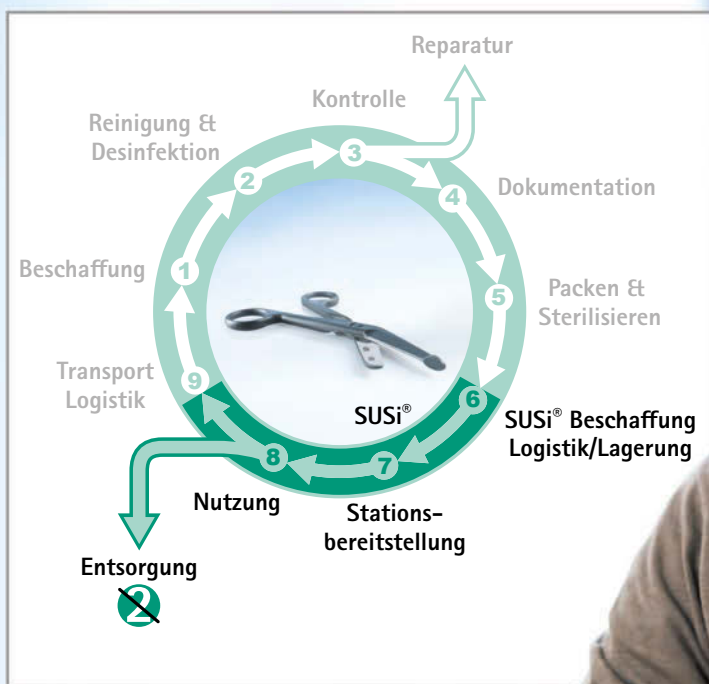 Reparatur
Kontrolle
Reinigung &
Desinfektion
3
2
4
Dokumentation
Beschaffung
1
5
Packen &
Sterilisieren
Transport
Logistik
9
6
SUSi®
SUSi® Beschaffung
Logistik/Lagerung
8
7
Nutzung
Stations-
bereitstellung
Entsorgung
2